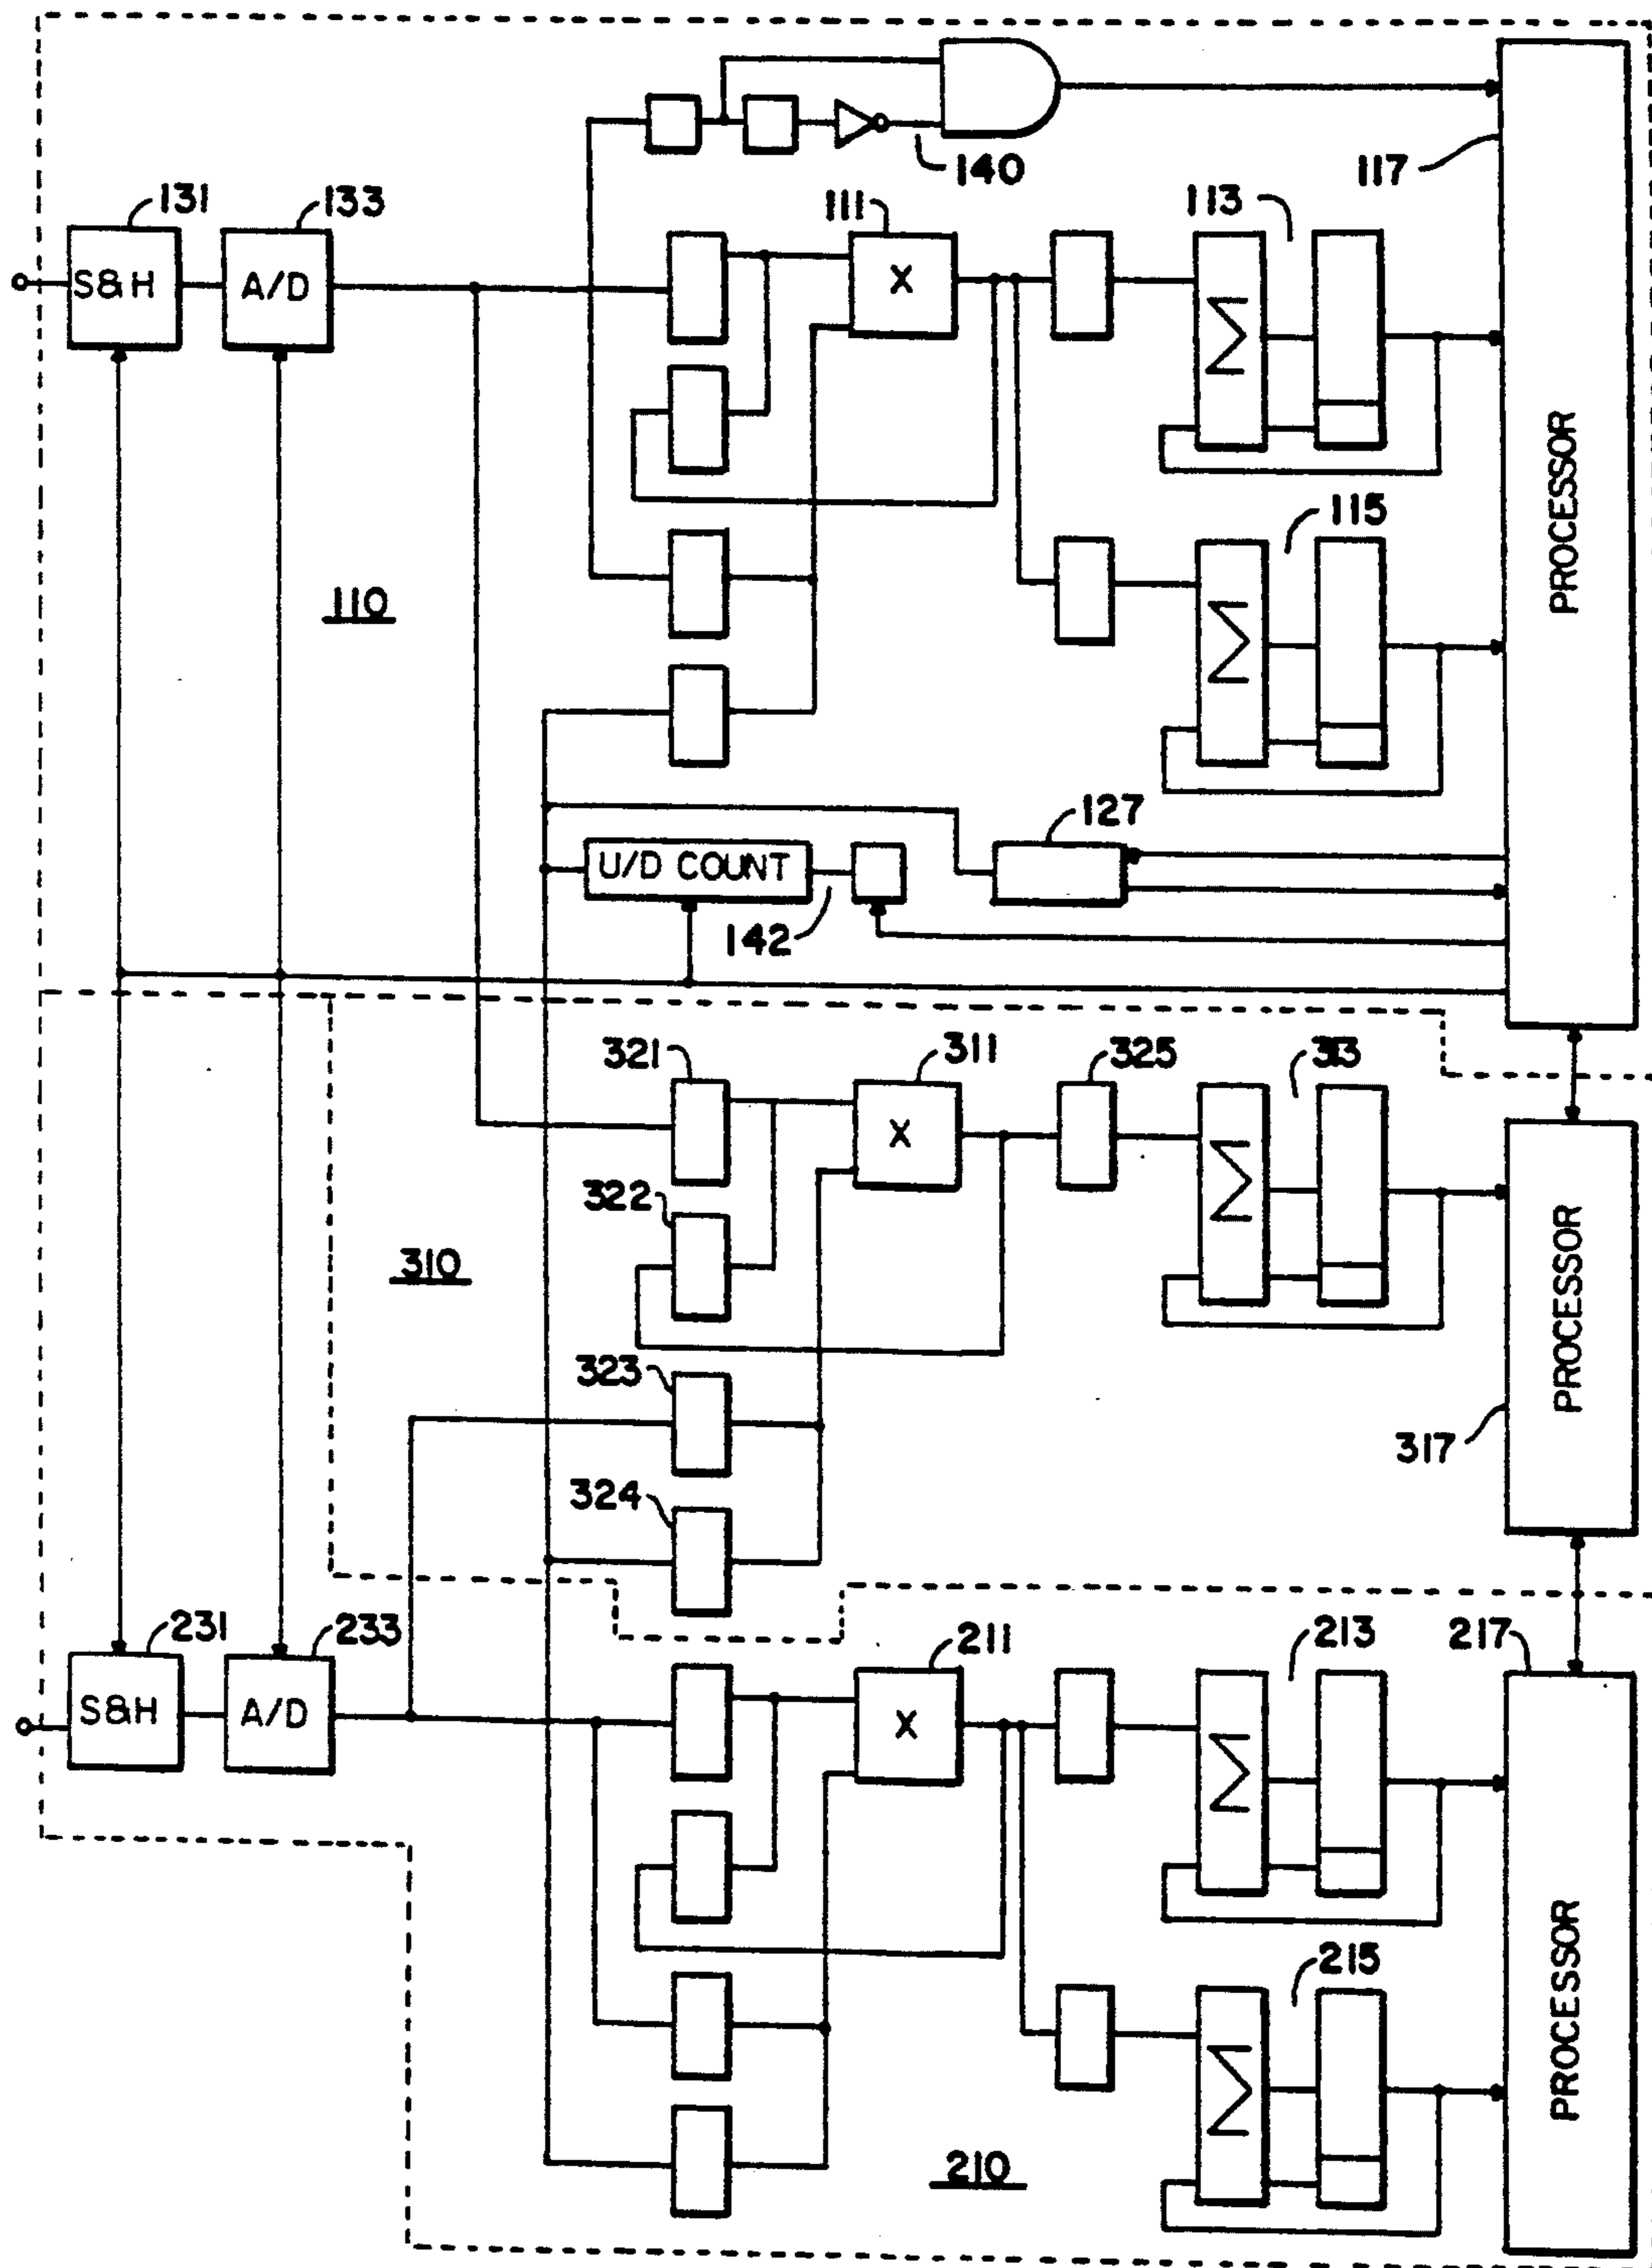 140
117
131
133
111
113
S&H
A/D
X
Σ
PROCESSOR
115
110
Σ
127
U/D COUNT
142
321
311
325
313
X
Σ
322
310
PROCESSOR
323
317
324
231
233
211
213
217
S&H
A/D
X
Σ
215
PROCESSOR
Σ
210